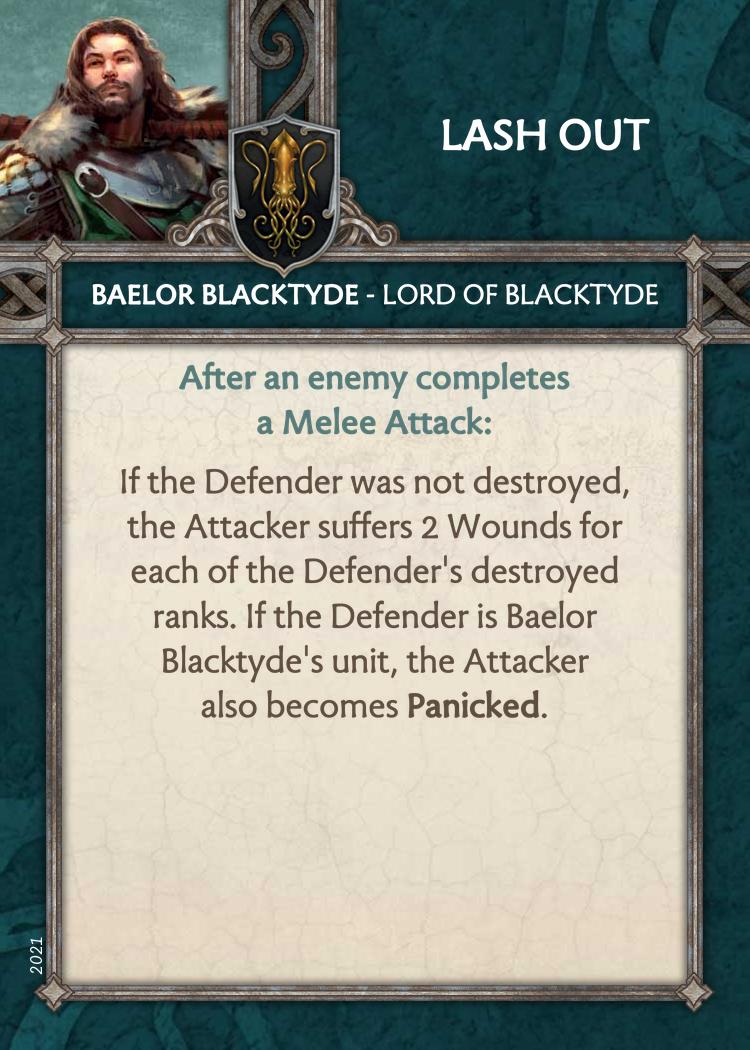 LASH OUT
BAELOR BLACKTYDE - LORD OF BLACKTYDE
After an enemy completes
a Melee Attack:
If the Defender was not destroyed,
the Attacker suffers 2 Wounds for
each of the Defender's destroyed
ranks. If the Defender is Baelor
Blacktyde's unit, the Attacker
also becomes Panicked.
2021